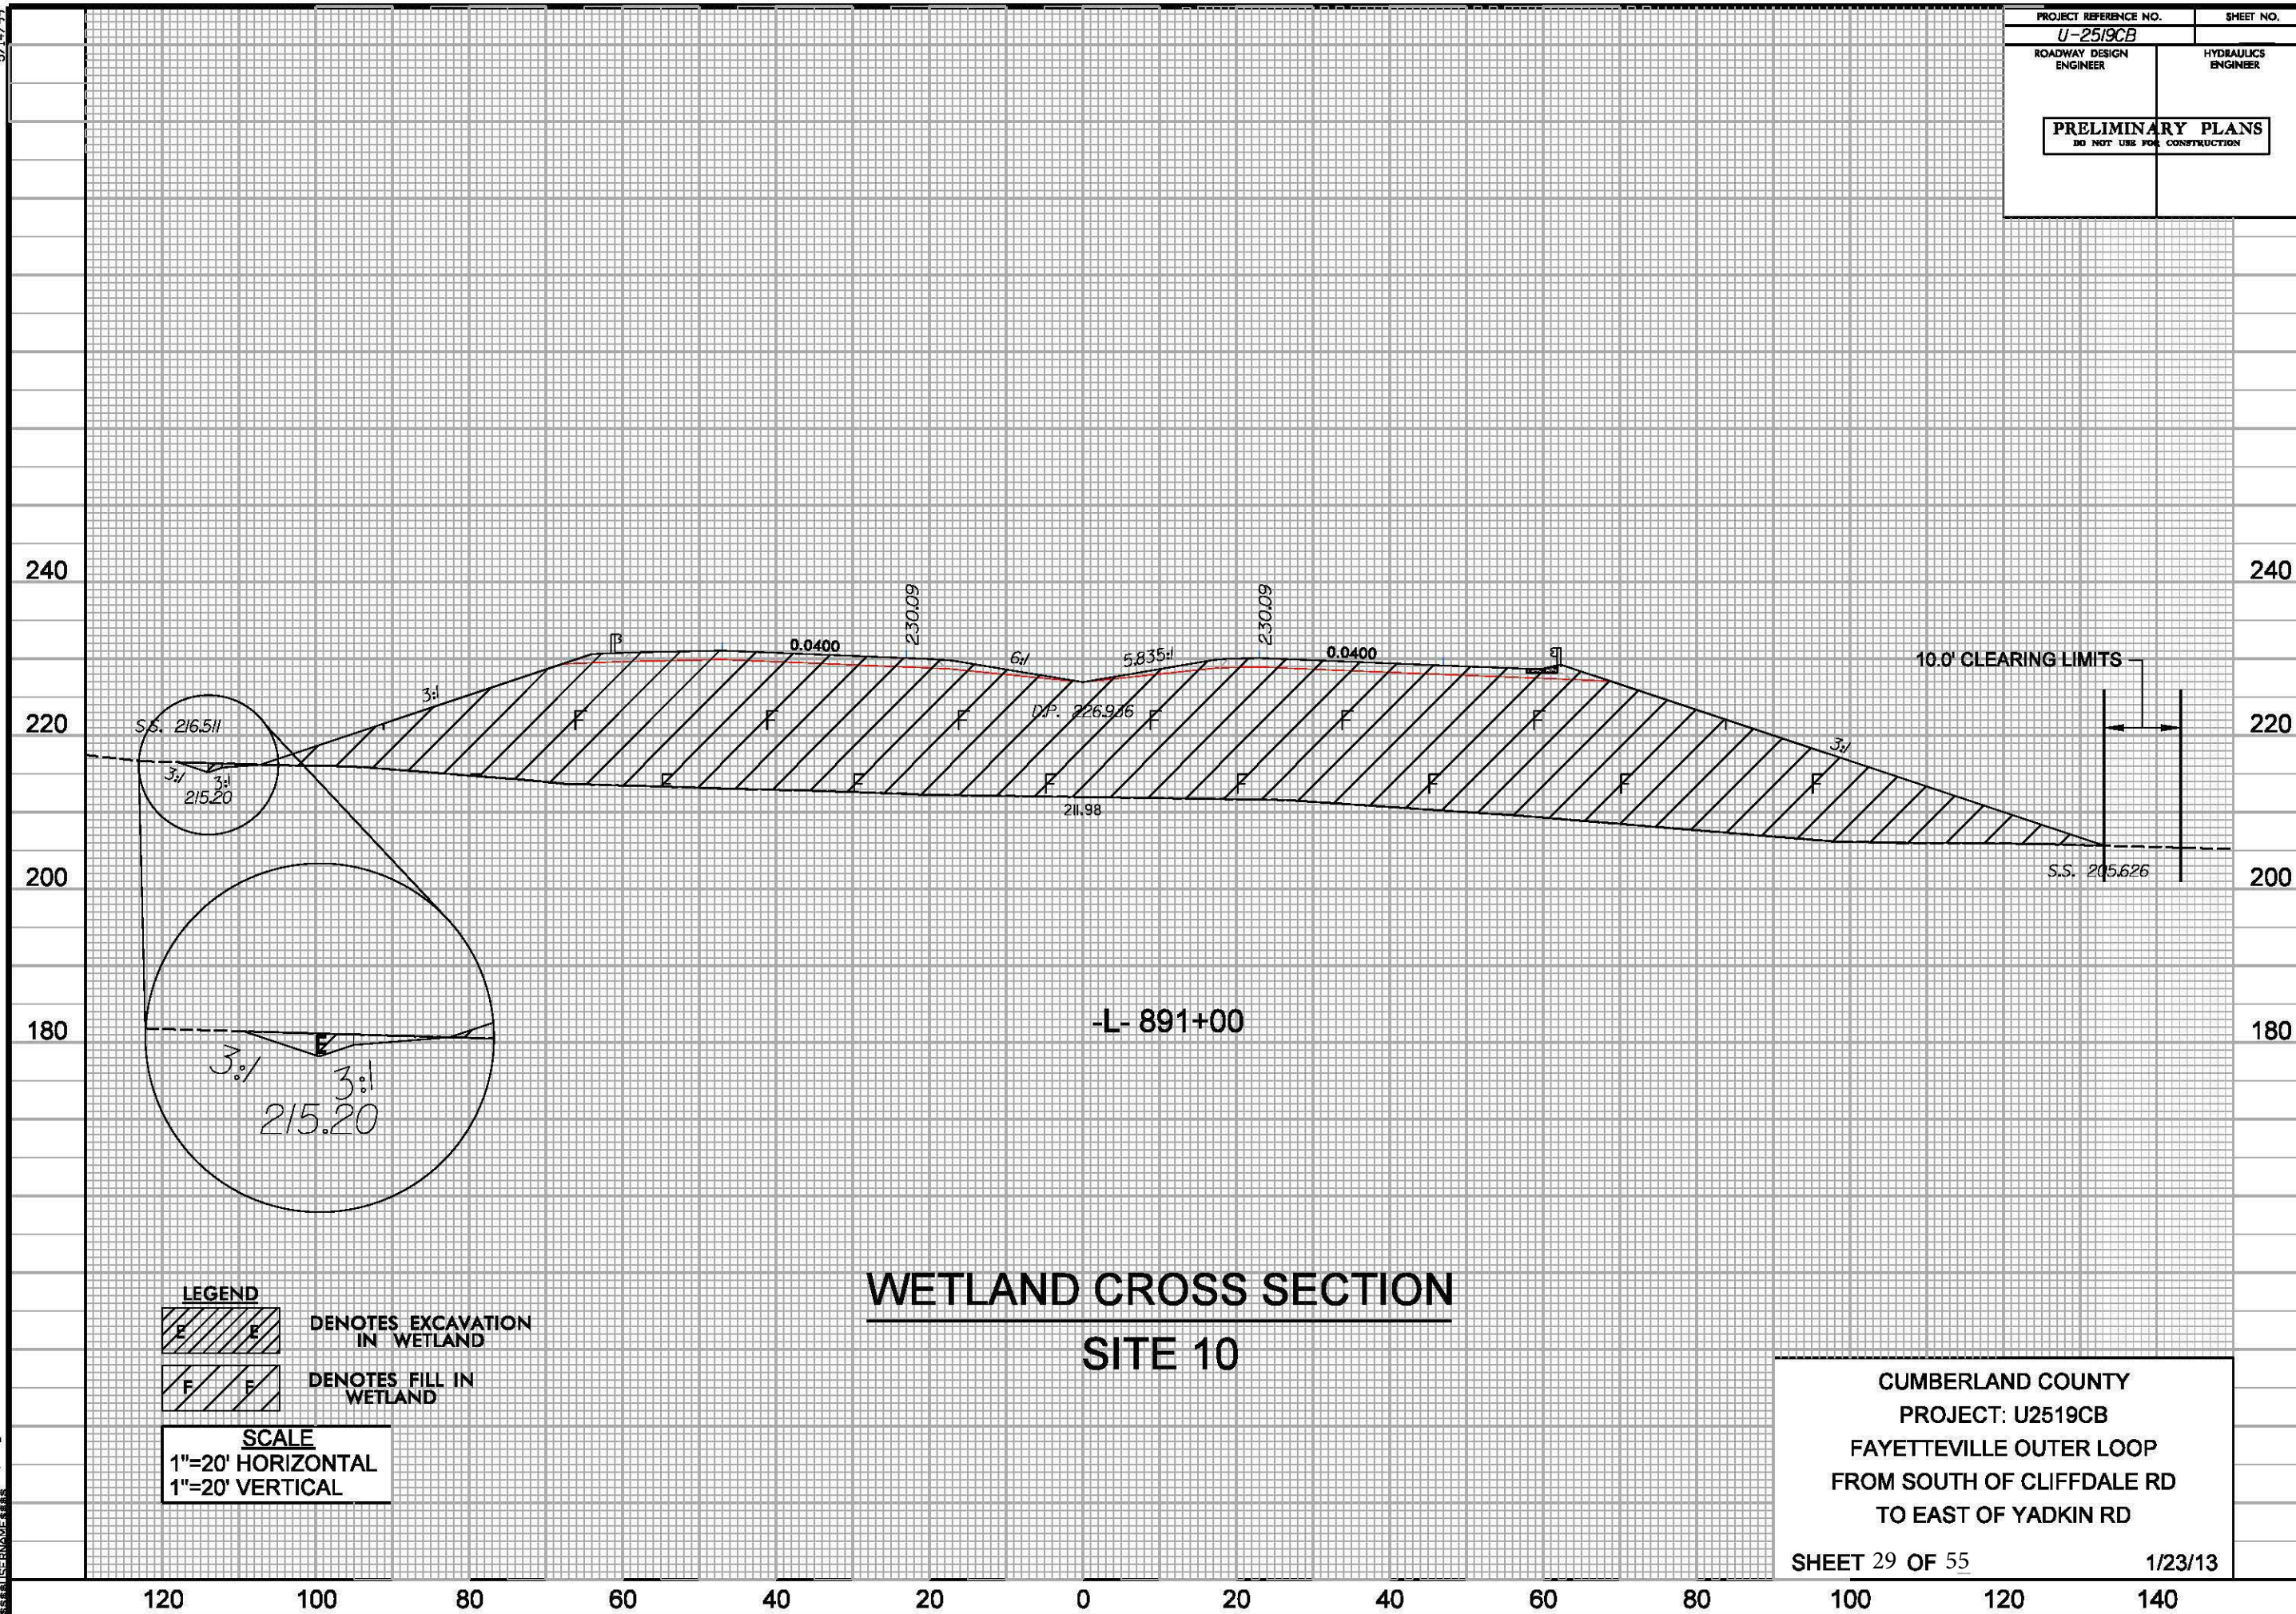 PROJECT REFERENCE NO.
SHEET NO.
U-2519CB
ROADWAY DESIGN
ENGINEER
HYDRAULICS
ENGINEER
PRELIMINARY PLANS
DO NOT USE FOR CONSTRUCTION
240
240
230.09
230.09
0.0400
6:1
5.835:1
0.0400
10.0' CLEARING LIMITS
3:1
220
S.S. 216.511
F F F D.P. 226.936 F F F
220
3:1
3:1
3:1
215.20
F F F F F F F
211.98
200
S.S. 205.626
200
180
-L- 891+00
180
E
3:1
3:1
215.20
WETLAND CROSS SECTION
SITE 10
LEGEND
E E
DENOTES EXCAVATION
IN WETLAND
F F
DENOTES FILL IN
WETLAND
SCALE
1"=20' HORIZONTAL
1"=20' VERTICAL
CUMBERLAND COUNTY
PROJECT: U2519CB
FAYETTEVILLE OUTER LOOP
FROM SOUTH OF CLIFFDALE RD
TO EAST OF YADKIN RD
SHEET 29 OF 55
1/23/13
120 100 80 60 40 20 0 20 40 60 80 100 120 140